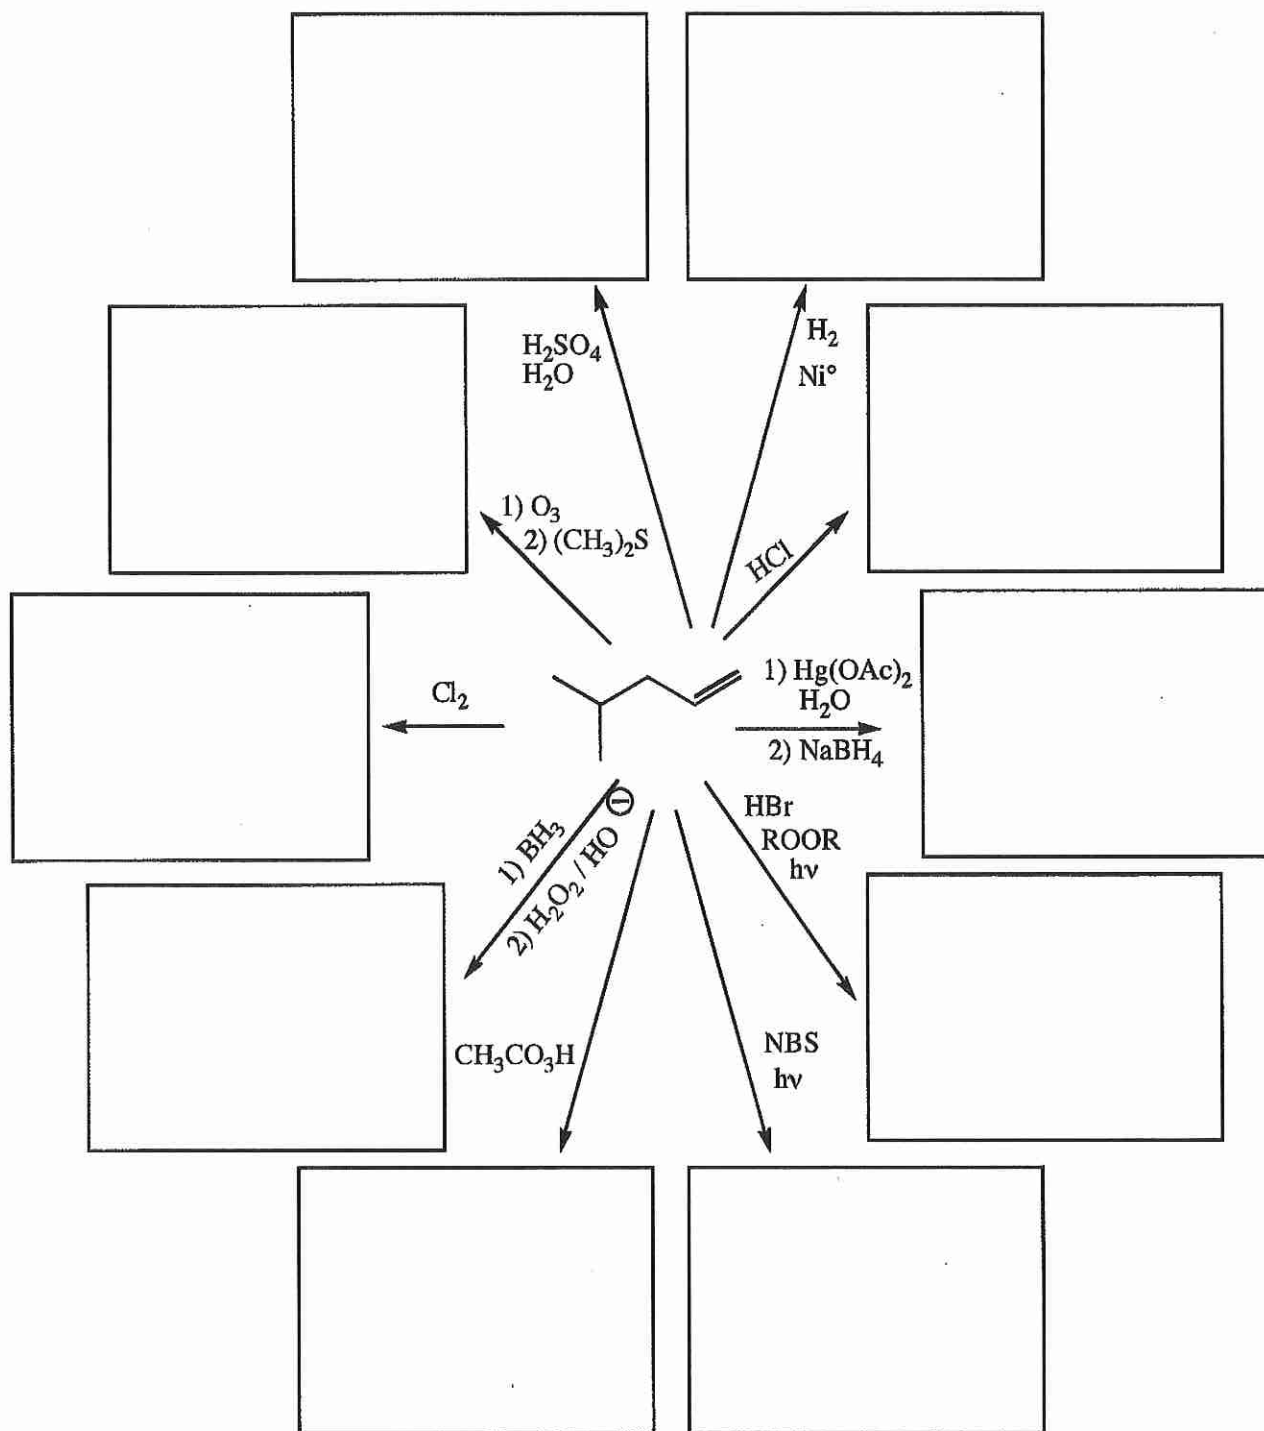 H₂SO₄
H₂O
H₂
Ni°
1) O₃
2) (CH₃)₂S
HCl
Cl₂
1) Hg(OAc)₂
H₂O
2) NaBH₄
1) BH₃
2) H₂O₂ / HO ⊖
HBr
ROOR
hν
CH₃CO₃H
NBS
hν